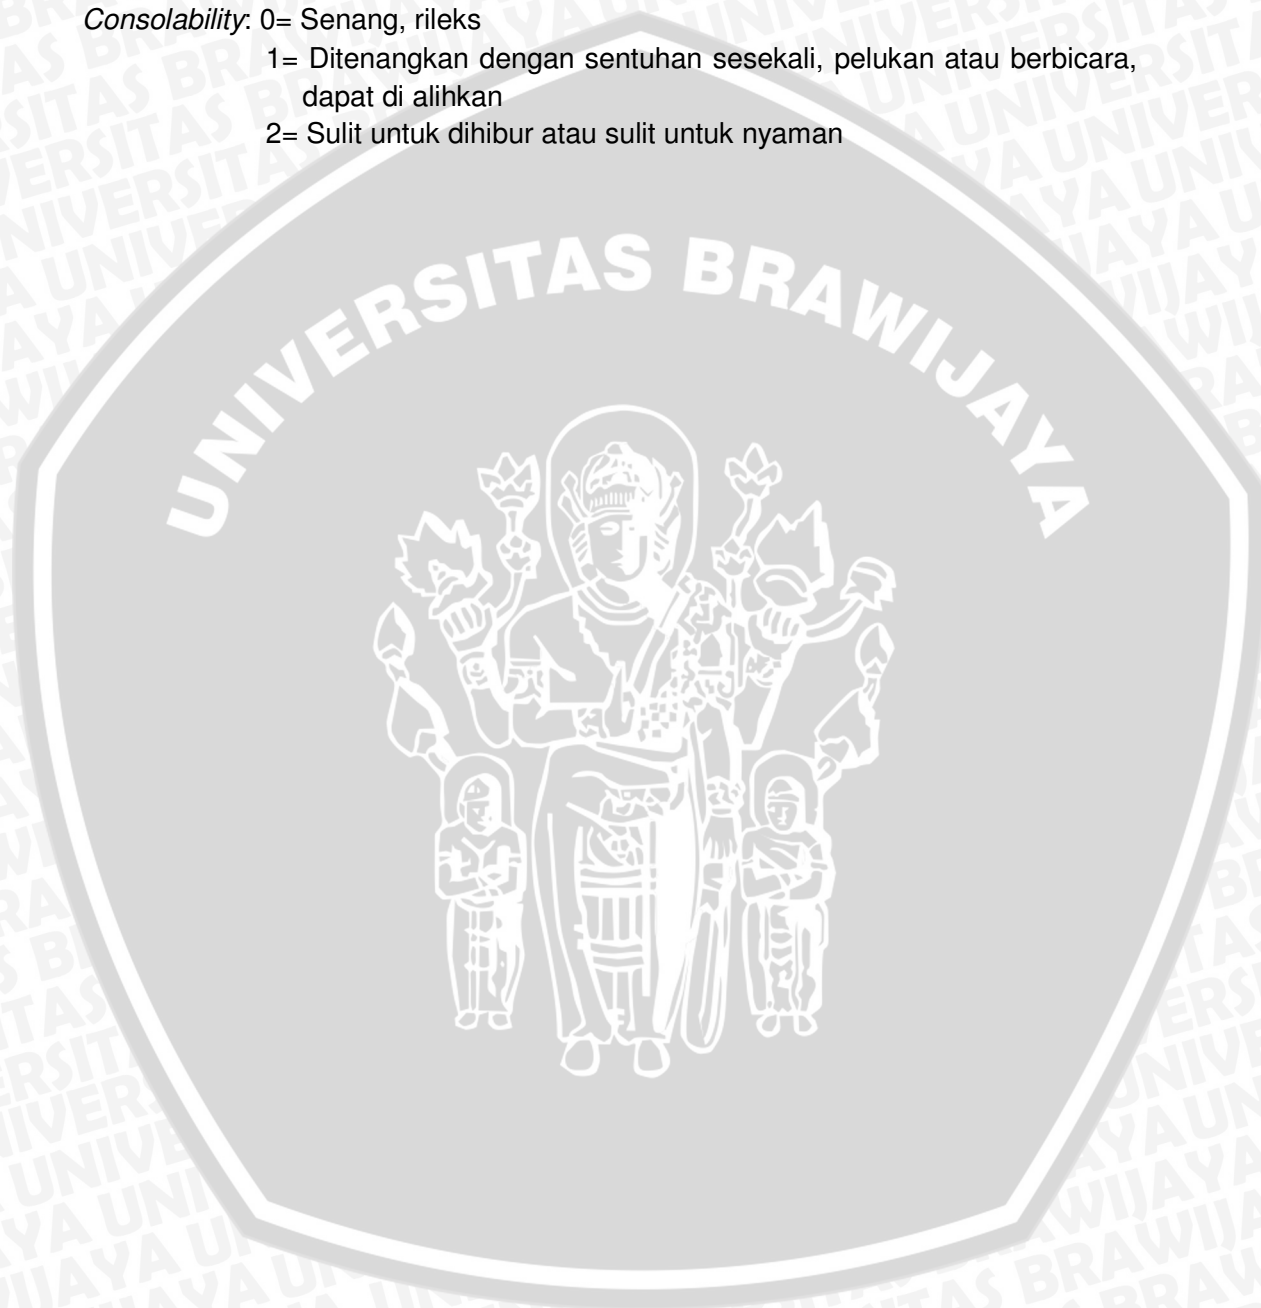 Consolability: 0= Senang, rileks
1= Ditenangkan dengan sentuhan sesekali, pelukan atau berbicara,
dapat di alihkan
2= Sulit untuk dihibur atau sulit untuk nyaman
UNIVERSITAS BRAWIJAYA